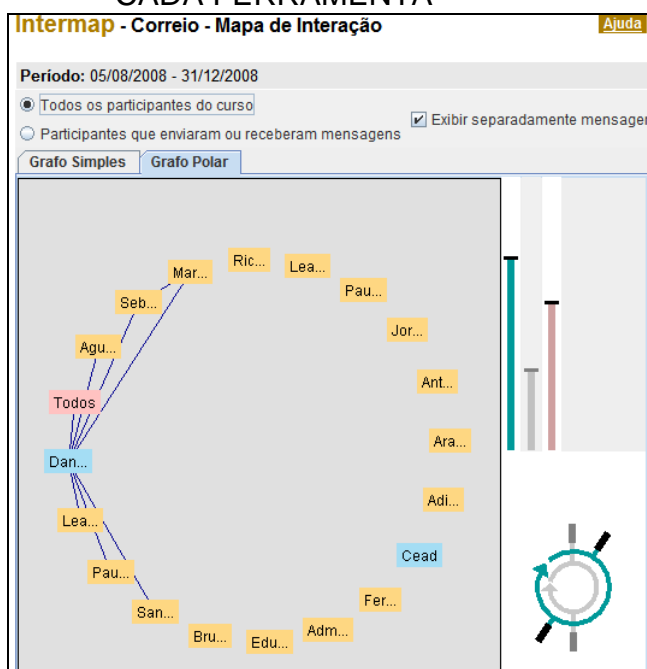 CADA FERRAMENTA
Intermap - Correio - Mapa de Interação
Ajuda
Período: 05/08/2008 - 31/12/2008
Todos os participantes do curso
Exibir separadamente mensager
Participantes que enviaram ou receberam mensagens
Grafo Simples
Grafo Polar
Ric...
Lea...
Mar...
Pau...
Seb...
Jor...
Agu...
Ant...
Todos
Ara...
Dan...
Adi...
Lea...
Cead
Pau...
Fer...
San...
Adm...
Bru...
Edu...